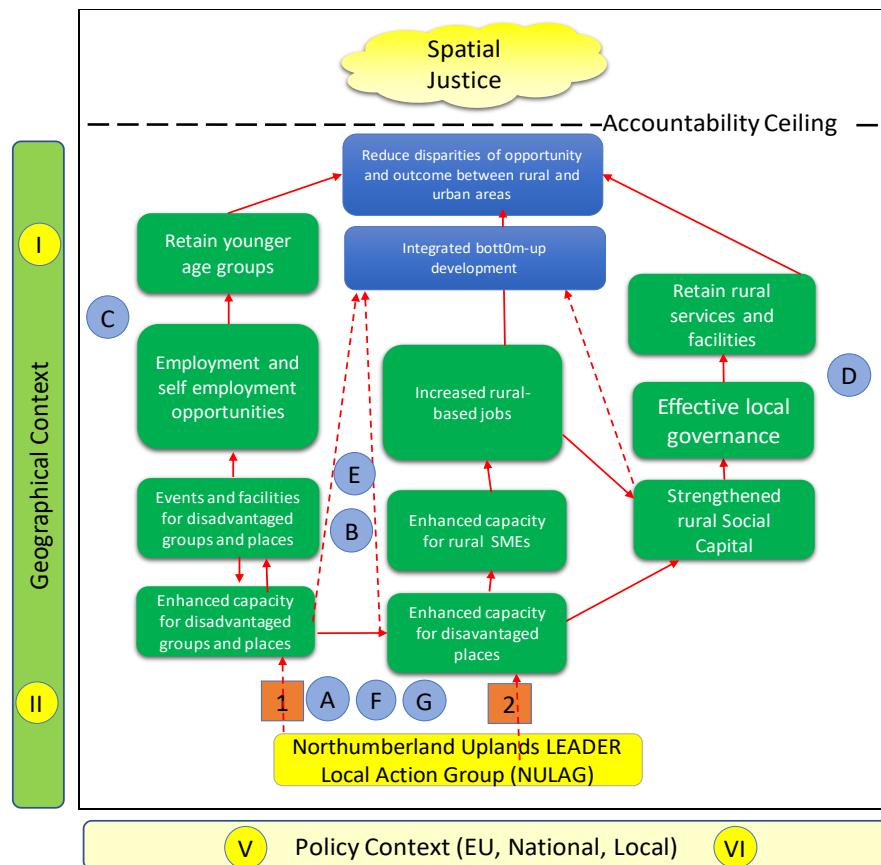 Spatial
Justice
Accountability Ceiling
Reduce disparities of opportunity
and outcome between rural and
urban areas
Geographical Context
I
II
Retain younger
age groups
Integrated bott0m-up
development
Retain rural
services and
facilities
C
D
Employment and
self employment
opportunities
Increased rural-
based jobs
Effective local
governance
E
B
Events and facilities
for disadvantaged
groups and places
Enhanced capacity
for rural SMEs
Strengthened
rural Social
Capital
Enhanced capacity
for disadvantaged
groups and places
Enhanced capacity
for disavantaged
places
1
A
F
G
2
Northumberland Uplands LEADER
Local Action Group (NULAG)
V
Policy Context (EU, National, Local)
VI